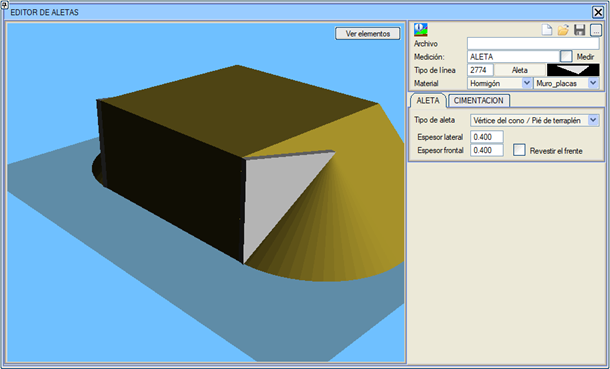 EDITOR DE ALETAS
Ver elementos
...
Archivo
Medición: ALETA Medir
Tipo de línea 2774 Aleta
Material Hormigón Muro_placas
ALETA CIMENTACION
Tipo de aleta Vértice del cono / Pié de terraplén
Espesor lateral 0.400
Espesor frontal 0.400 Revestir el frente